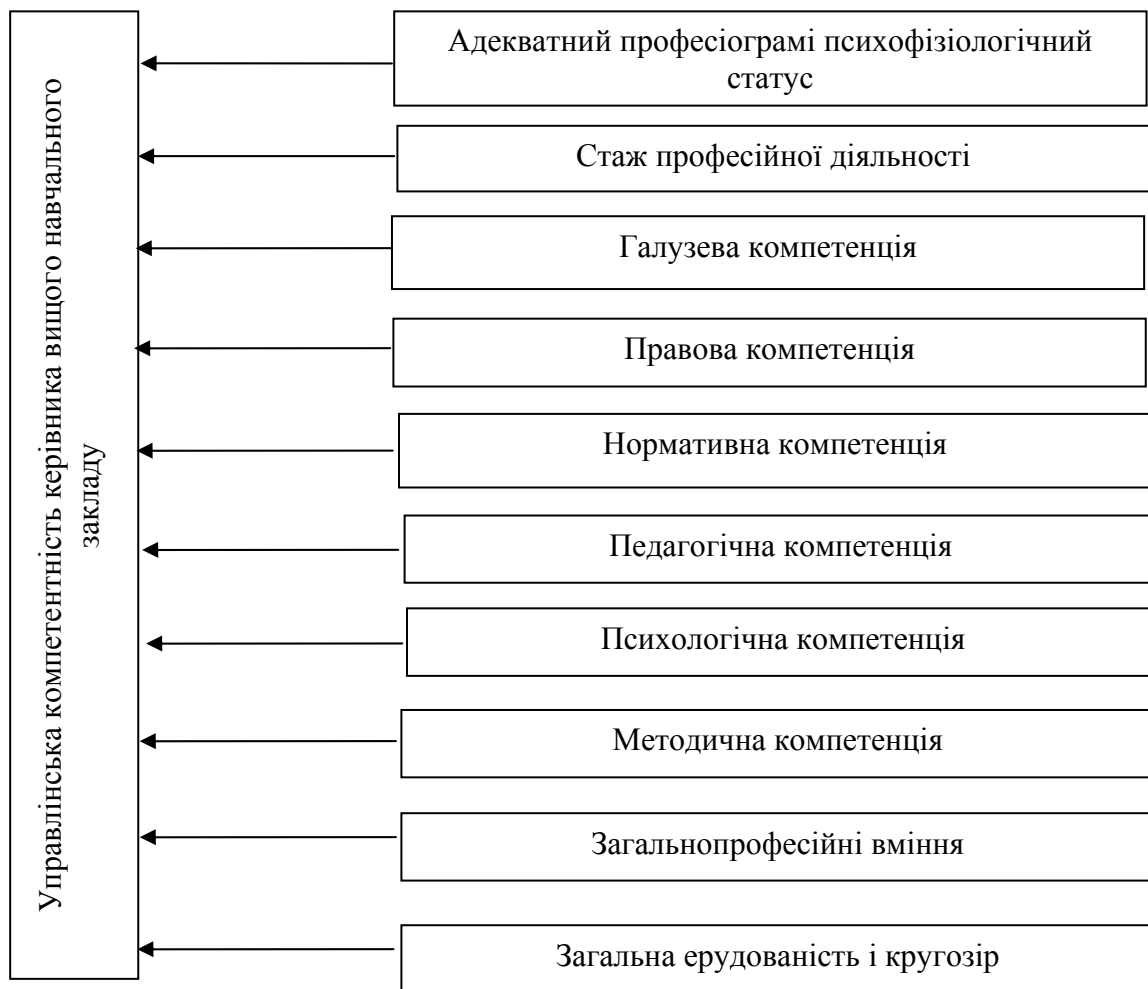 Управлінська компетентність керівника вищого навчального
закладу
Адекватний професіограмі психофізіологічний
статус
Стаж професійної діяльності
Галузева компетенція
Правова компетенція
Нормативна компетенція
Педагогічна компетенція
Психологічна компетенція
Методична компетенція
Загальнопрофесійні вміння
Загальна ерудованість і кругозір